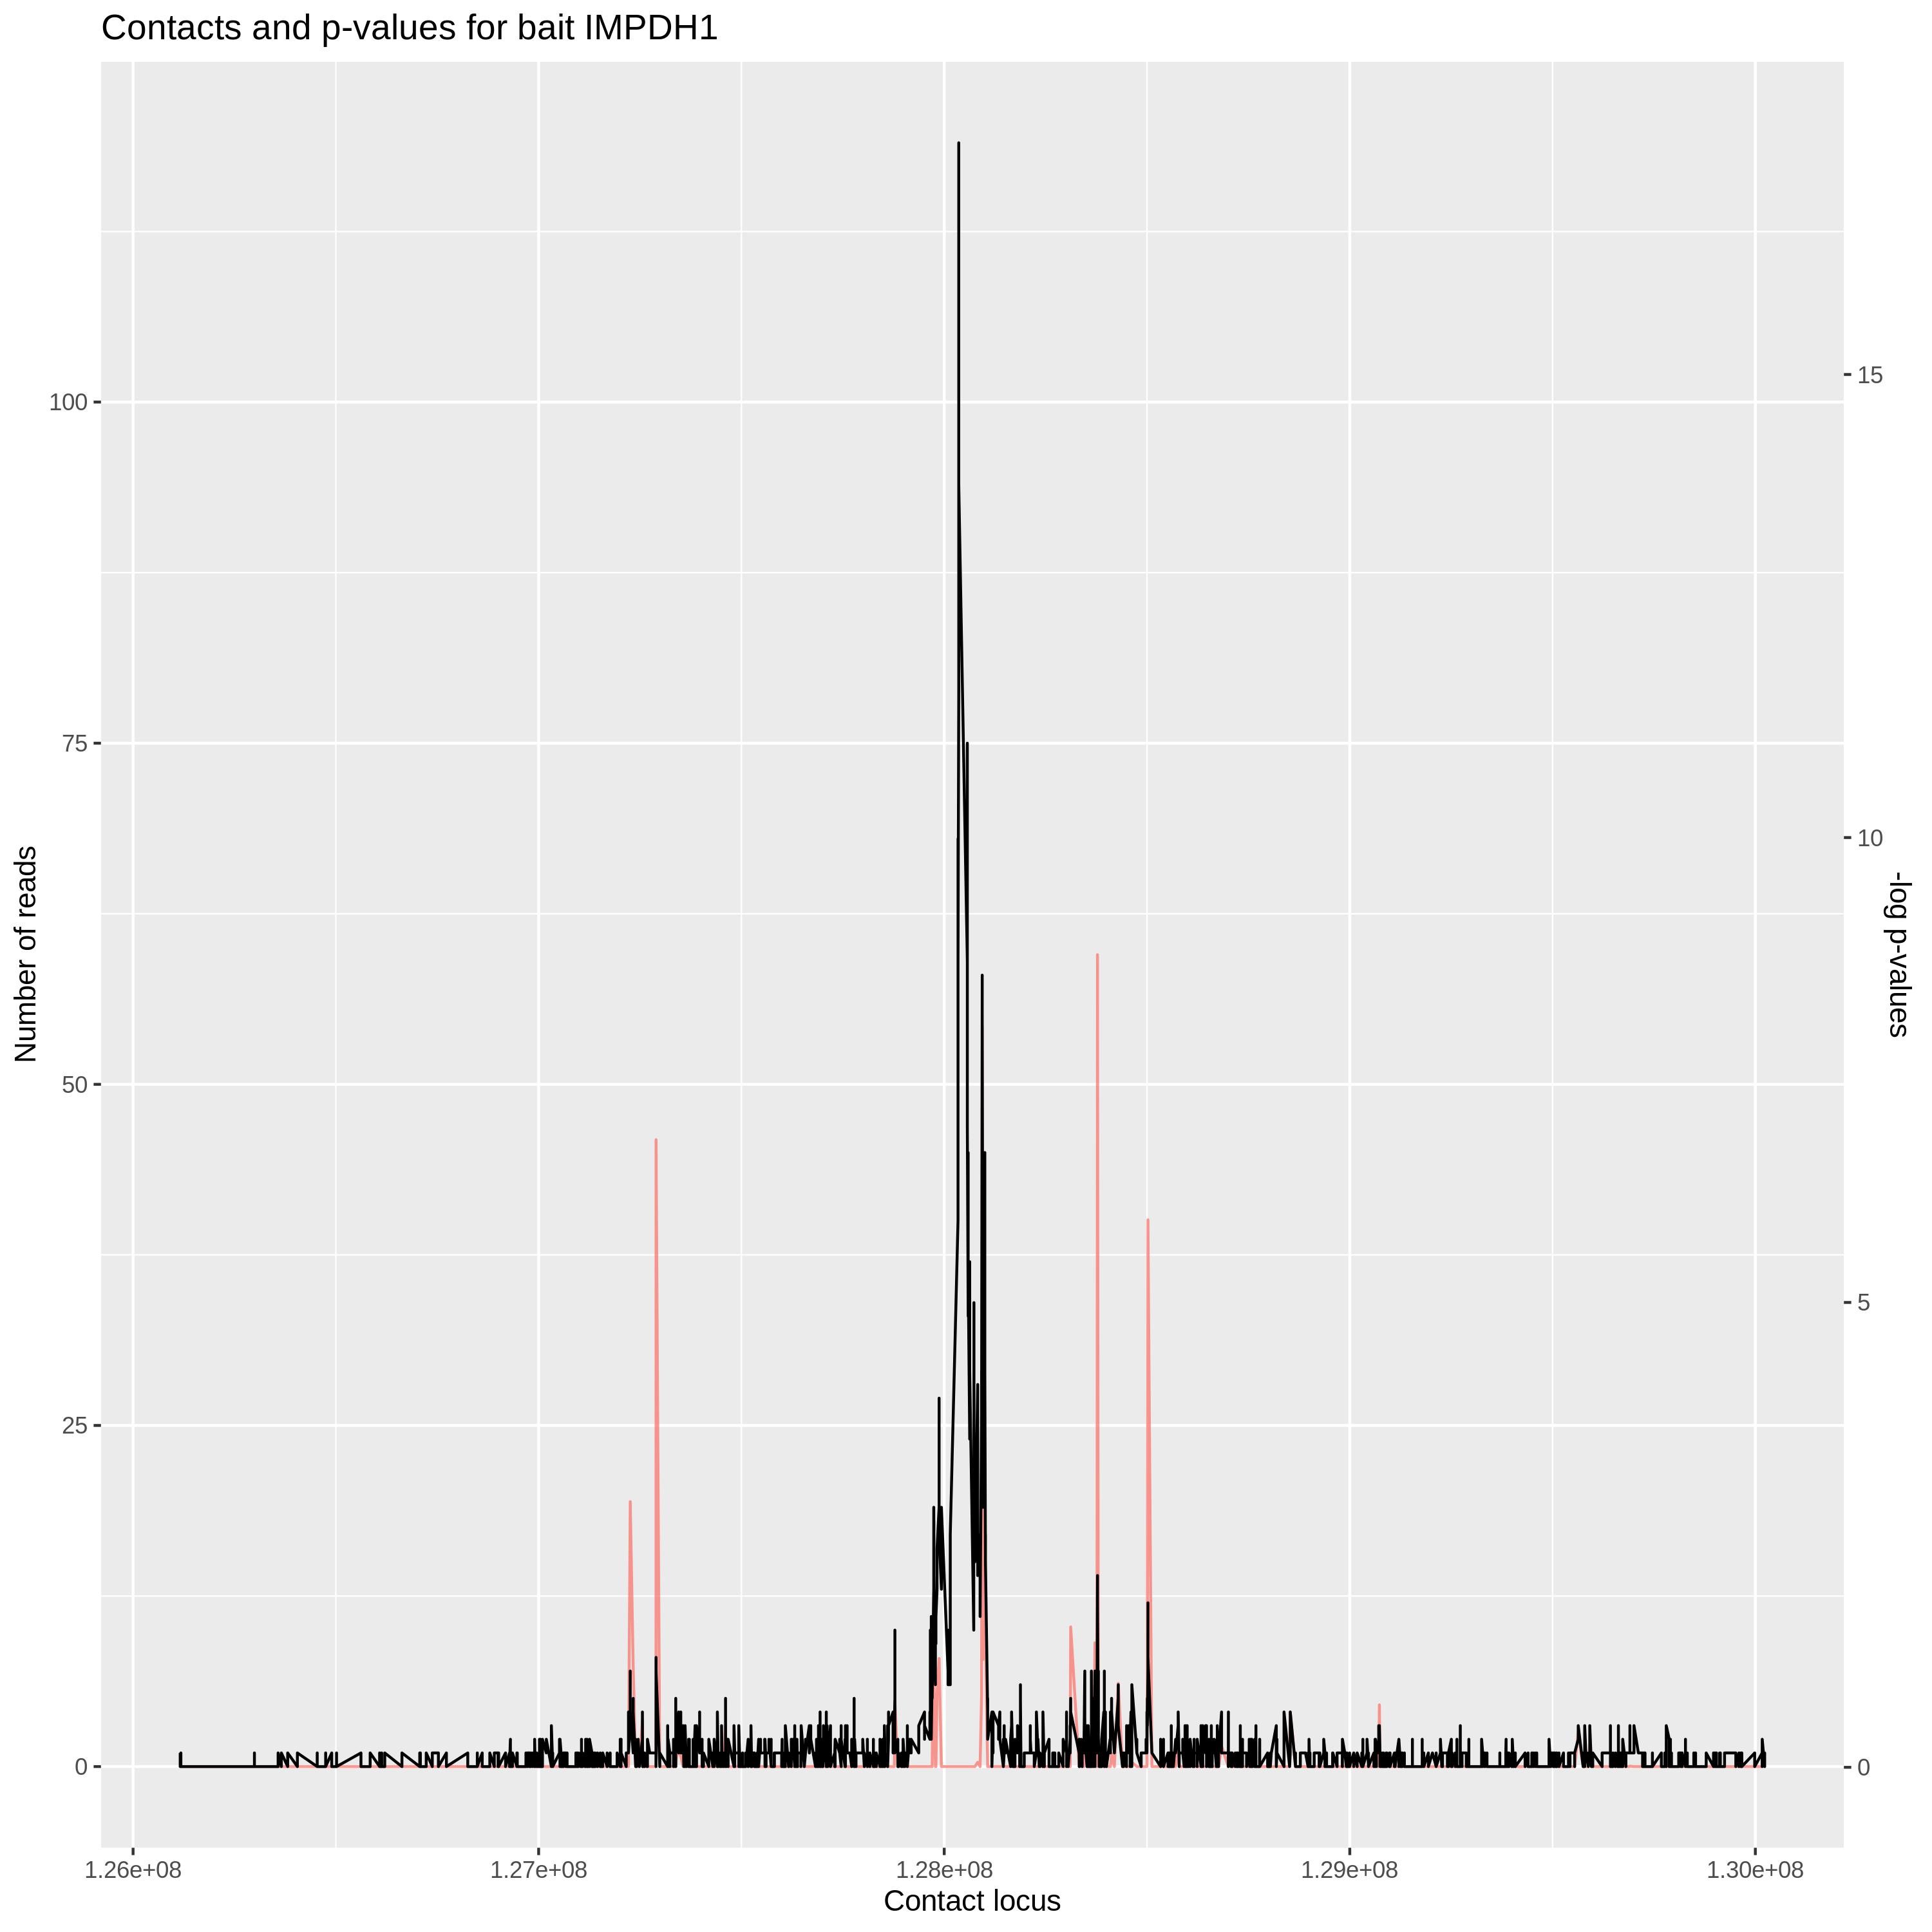 Contacts and p-values for bait IMPDH1
Number of reads
100
75
50
25
0
15
10
5
0
-log p-values
1.26e+08
1.27e+08
1.28e+08
1.29e+08
1.30e+08
Contact locus